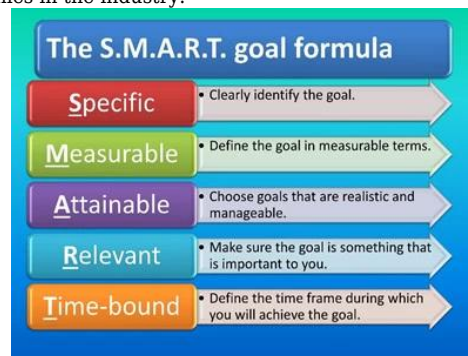 The S.M.A.R.T. goal formula
Specific
• Clearly identify the goal.
Measurable
• Define the goal in measurable terms.
Attainable
• Choose goals that are realistic and
manageable.
Relevant
• Make sure the goal is something that
is important to you.
Time-bound
• Define the time frame during which
you will achieve the goal.